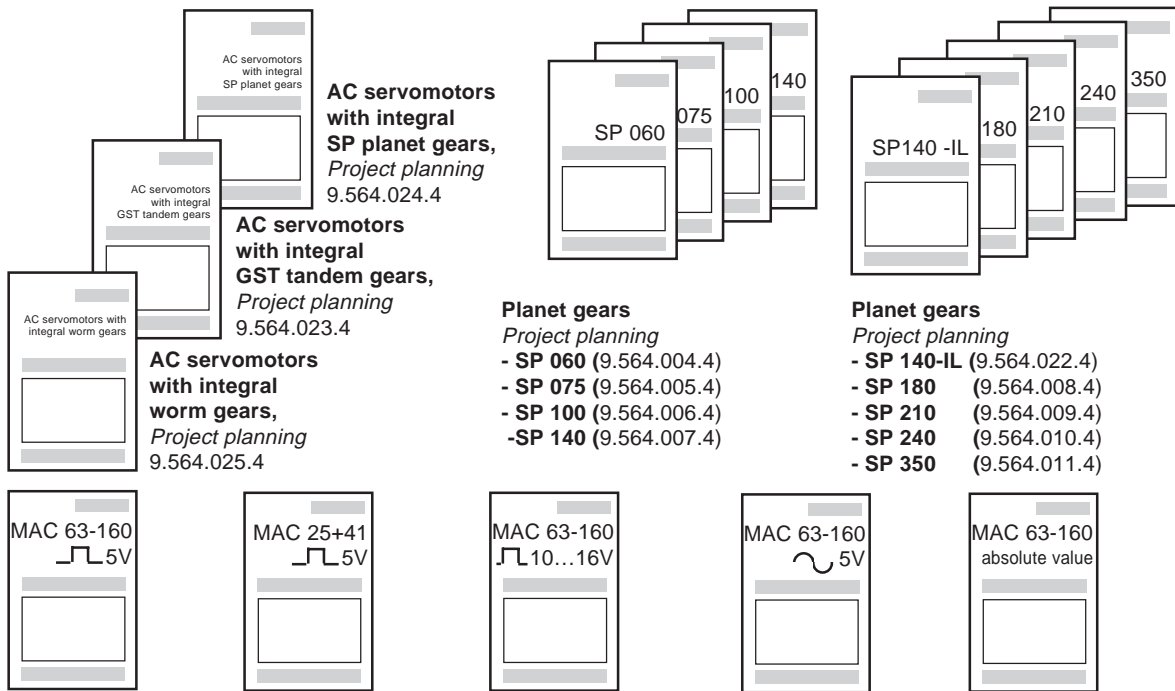 AC servomotors
with integral
SP planet gears
AC servomotors
with integral
SP planet gears,
Project planning
9.564.024.4
AC servomotors
with integral
GST tandem gears
AC servomotors
with integral
GST tandem gears,
Project planning
9.564.023.4
AC servomotors with
integral worm gears
AC servomotors
with integral
worm gears,
Project planning
9.564.025.4
SP 060
075
100
140
Planet gears
Project planning
- SP 060 (9.564.004.4)
- SP 075 (9.564.005.4)
- SP 100 (9.564.006.4)
-SP 140 (9.564.007.4)
SP140 -IL
180
210
240
350
Planet gears
Project planning
- SP 140-IL (9.564.022.4)
- SP 180 (9.564.008.4)
- SP 210 (9.564.009.4)
- SP 240 (9.564.010.4)
- SP 350 (9.564.011.4)
MAC 63-160
5V
MAC 25+41
5V
MAC 63-160
10...16V
MAC 63-160
5V
MAC 63-160
absolute value